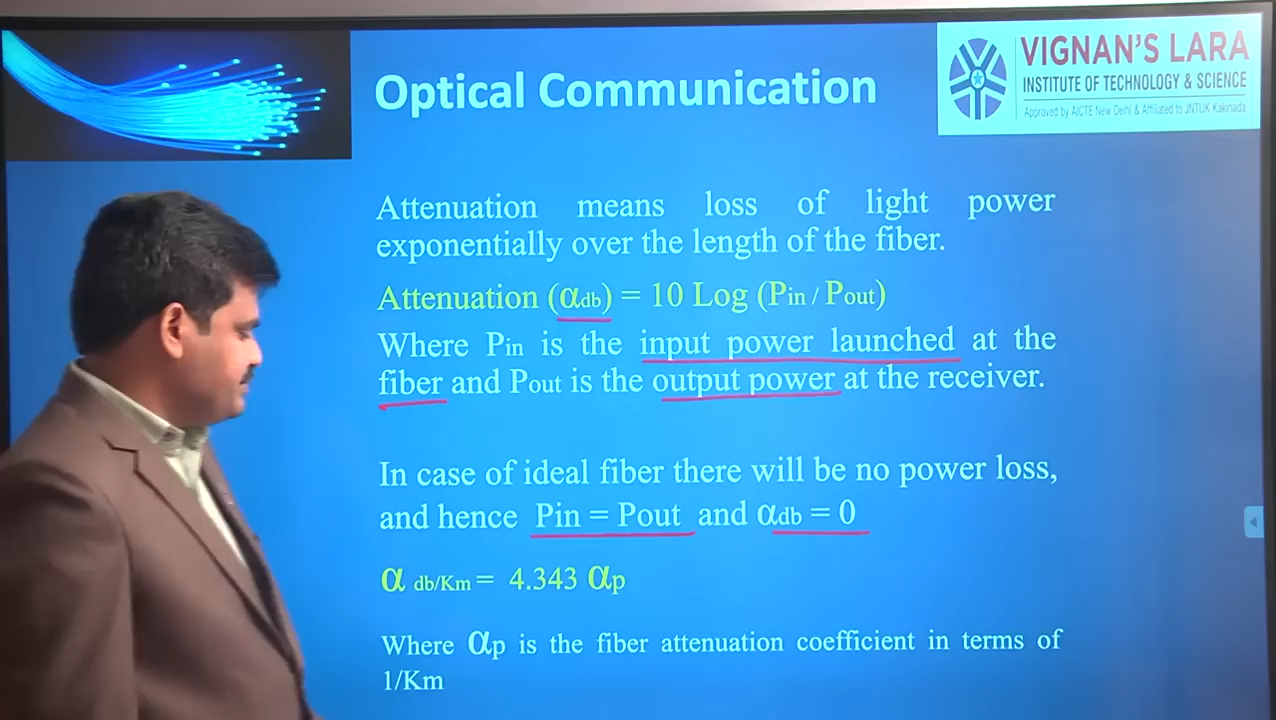 Optical Communication
VIGNAN'S LARA
INSTITUTE OF TECHNOLOGY & SCIENCE
Approved by AICTE New Delhi & Affiliated to JNTUK Kakinada
Attenuation means loss of light power
exponentially over the length of the fiber.
Attenuation (αdb) = 10 Log (Pin / Pout)
Where Pin is the input power launched at the
fiber and Pout is the output power at the receiver.
In case of ideal fiber there will be no power loss,
and hence Pin = Pout and αdb = 0
α db/Km = 4.343 αp
Where αp is the fiber attenuation coefficient in terms of
1/Km